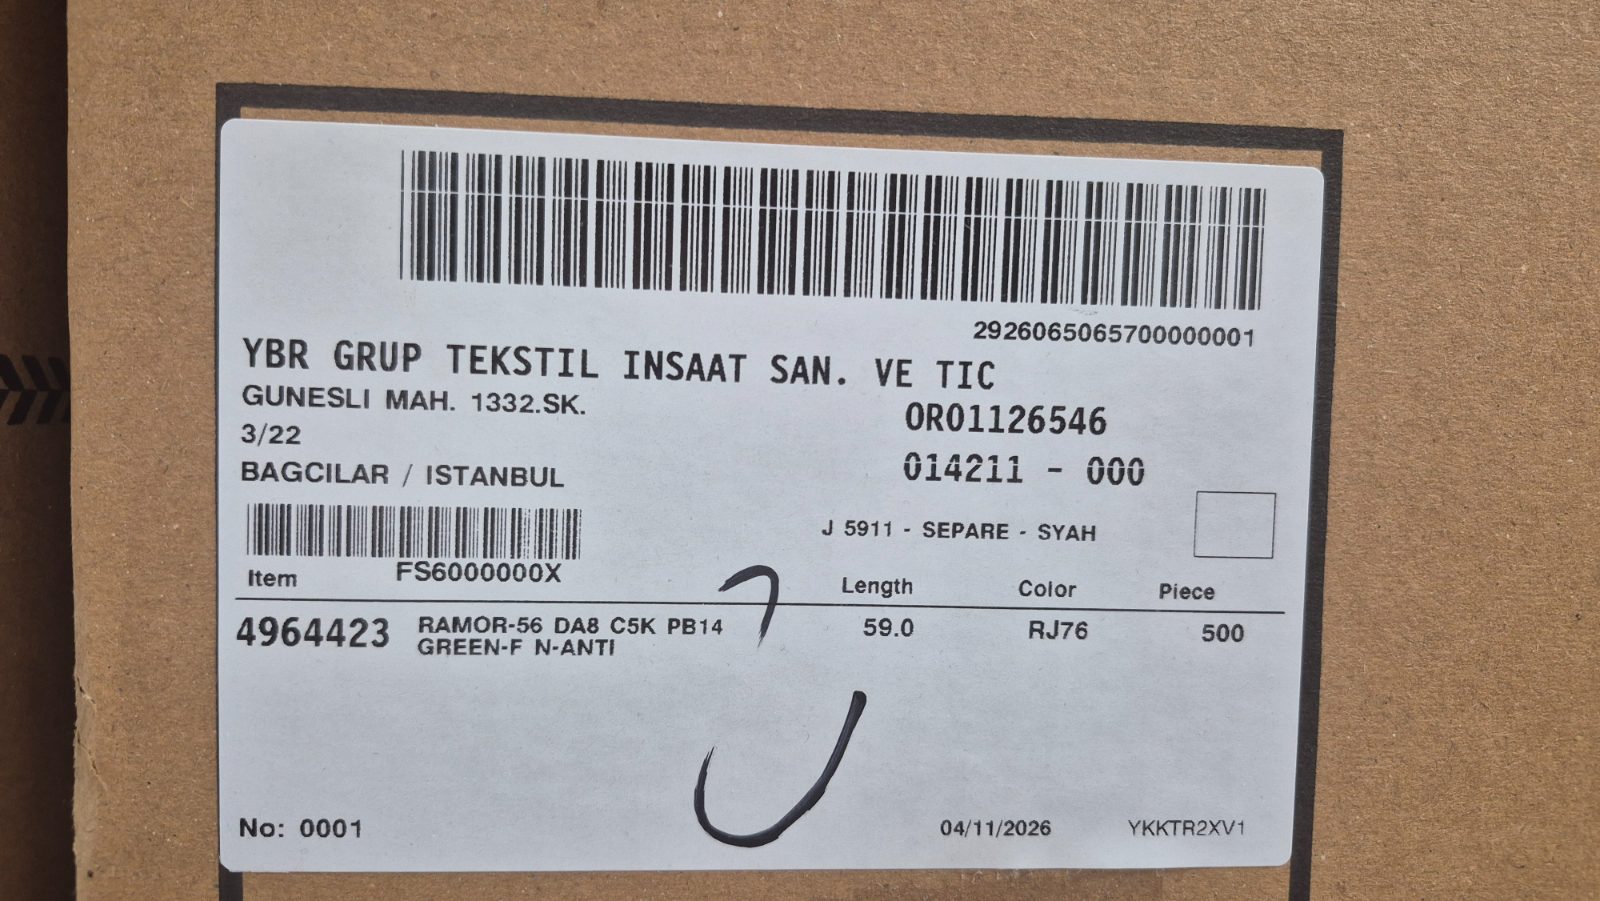 2926065065700000001
YBR GRUP TEKSTIL INSAAT SAN. VE TIC
GUNESLI MAH. 1332.SK.
OR01126546
3/22
014211 - 000
BAGCILAR / ISTANBUL
J 5911 - SEPARE - SYAH
FS6000000X
Item Length Color Piece
4964423 RAMOR-56 DA8 C5K PB14 59.0 RJ76 500
GREEN-F N-ANTI
No: 0001 04/11/2026 YKKTR2XV1